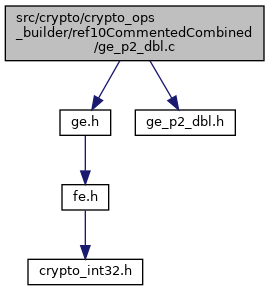 src/crypto/crypto_ops
_builder/ref10CommentedCombined
/ge_p2_dbl.c
ge.h
ge_p2_dbl.h
fe.h
crypto_int32.h